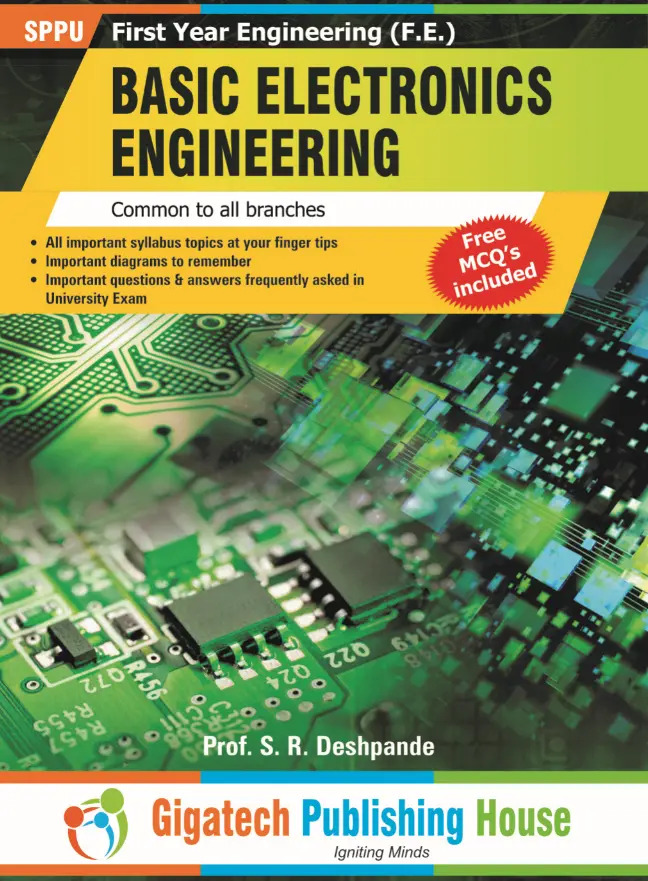 SPPU First Year Engineering (F.E.)
BASIC ELECTRONICS
ENGINEERING
Common to all branches
• All important syllabus topics at your finger tips
• Important diagrams to remember
• Important questions & answers frequently asked in
University Exam
Free
MCQ's
included
Q72
R456
R455
R457
C111
Q24
Q22
C149
Prof. S. R. Deshpande
Gigatech Publishing House
Igniting Minds